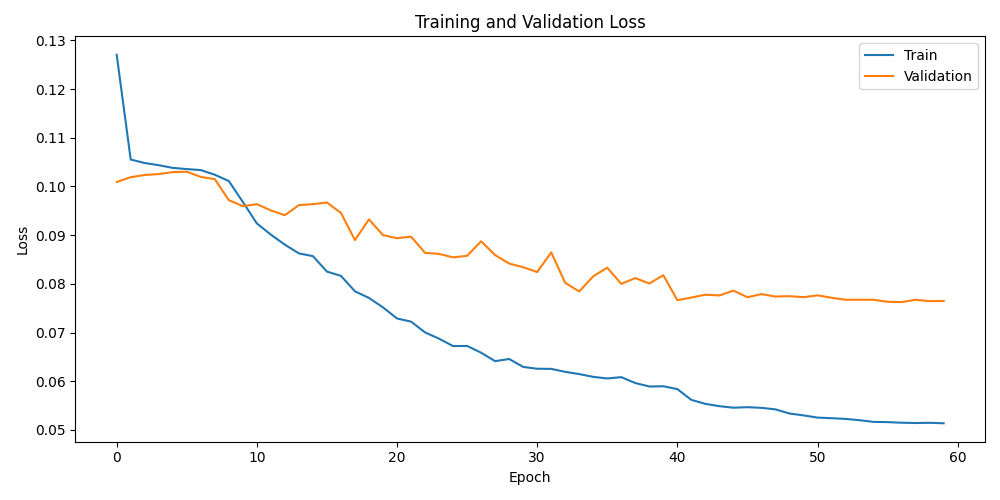 Training and Validation Loss
Train
Validation
Loss
0.13
0.12
0.11
0.10
0.09
0.08
0.07
0.06
0.05
0 10 20 30 40 50 60
Epoch